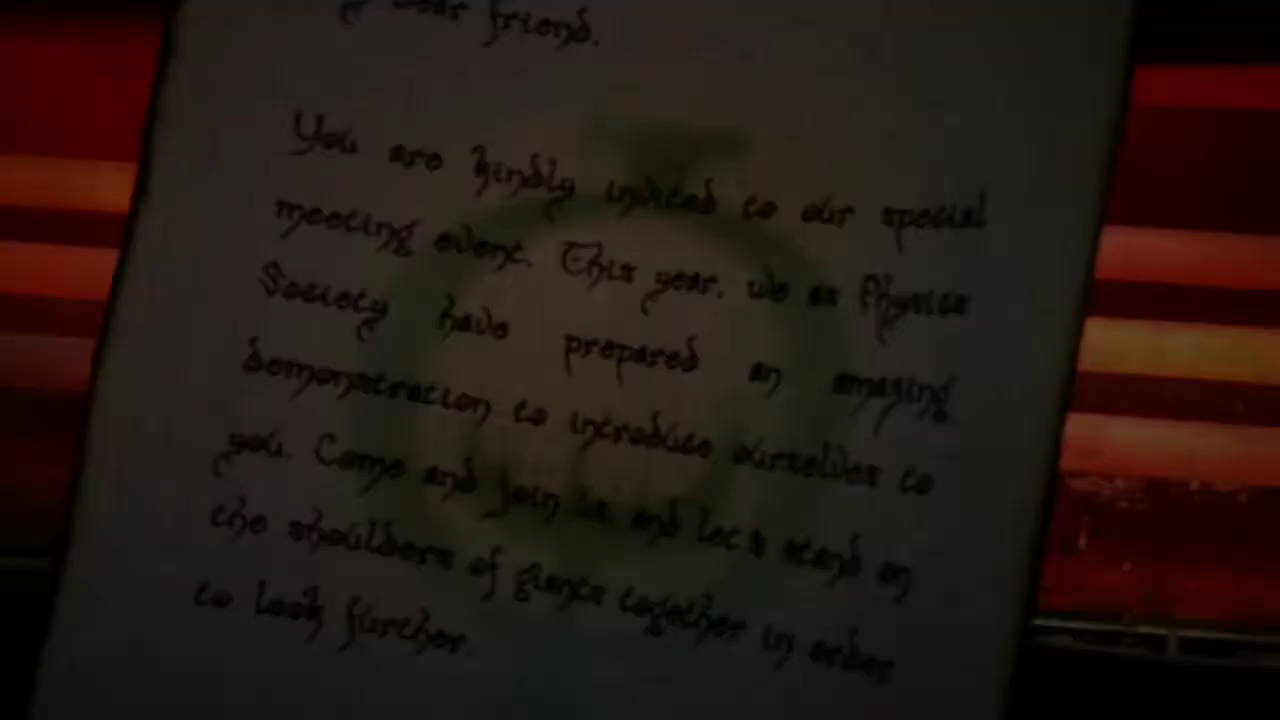 dear friend,
You are kindly invited to our special
meeting event. This year, we as Physics
Society have prepared an amazing
demonstration to introduce ourselves to
you. Come and join us and let's stand on
the shoulders of giants together in order
to look further.